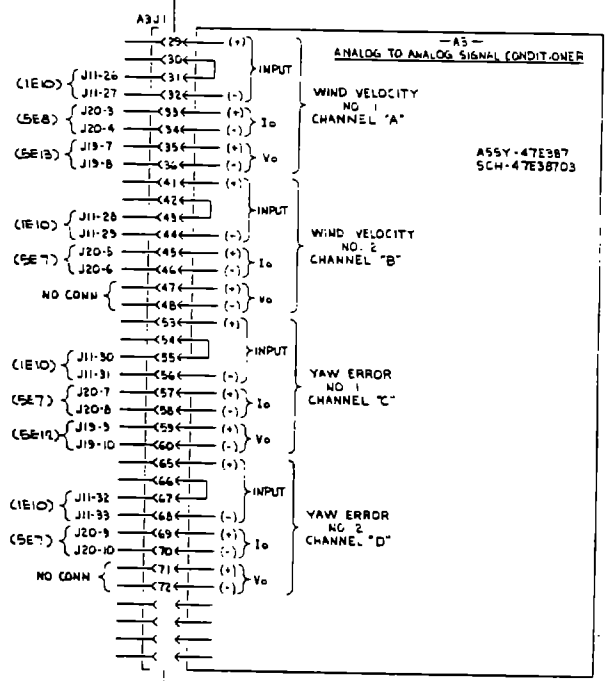 A3J1
—A3—
ANALOG TO ANALOG SIGNAL CONDITIONER
ASSY-47E387
SCH-47E38703
29 (+)
30
(1E10) J11-26 31 INPUT
J11-27 32 (-)
WIND VELOCITY
NO. 1
CHANNEL "A"
(5E8) J20-3 33 (+) Io
J20-4 34 (-)
(5E13) J19-7 35 (+) Vo
J19-8 36 (-)
41 (+)
42
(1E10) J11-28 43 INPUT
J11-29 44 (-)
WIND VELOCITY
NO. 2
CHANNEL "B"
(5E7) J20-5 45 (+) Io
J20-6 46 (-)
NO CONN 47 (+) Vo
48 (-)
53 (+)
54
(1E10) J11-30 55 INPUT
J11-31 56 (-)
YAW ERROR
NO. 1
CHANNEL "C"
(5E7) J20-7 57 (+) Io
J20-8 58 (-)
(5E12) J19-9 59 (+) Vo
J19-10 60 (-)
65 (+)
66
(1E10) J11-32 67 INPUT
J11-33 68 (-)
YAW ERROR
NO. 2
CHANNEL "D"
(5E7) J20-9 69 (+) Io
J20-10 70 (-)
NO CONN 71 (+) Vo
72 (-)